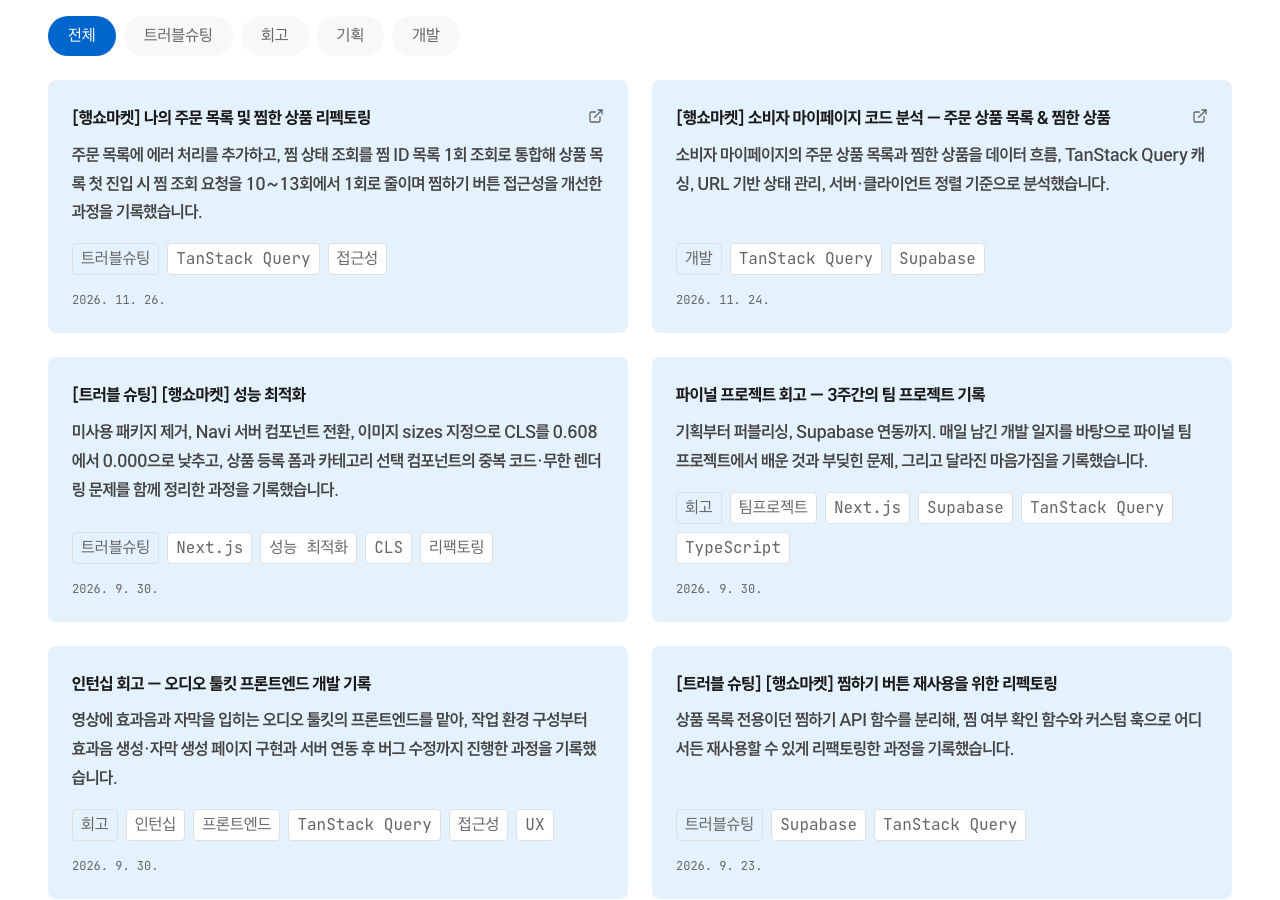 전체 트러블슈팅 회고 기획 개발
[행쇼마켓] 나의 주문 목록 및 찜한 상품 리펙토링
주문 목록에 에러 처리를 추가하고, 찜 상태 조회를 찜 ID 목록 1회 조회로 통합해 상품 목
록 첫 진입 시 찜 조회 요청을 10~13회에서 1회로 줄이며 찜하기 버튼 접근성을 개선한
과정을 기록했습니다.
트러블슈팅 TanStack Query 접근성
2026. 11. 26.
[행쇼마켓] 소비자 마이페이지 코드 분석 — 주문 상품 목록 & 찜한 상품
소비자 마이페이지의 주문 상품 목록과 찜한 상품을 데이터 흐름, TanStack Query 캐
싱, URL 기반 상태 관리, 서버·클라이언트 정렬 기준으로 분석했습니다.
개발 TanStack Query Supabase
2026. 11. 24.
[트러블 슈팅] [행쇼마켓] 성능 최적화
미사용 패키지 제거, Navi 서버 컴포넌트 전환, 이미지 sizes 지정으로 CLS를 0.608
에서 0.000으로 낮추고, 상품 등록 폼과 카테고리 선택 컴포넌트의 중복 코드·무한 렌더
링 문제를 함께 정리한 과정을 기록했습니다.
트러블슈팅 Next.js 성능 최적화 CLS 리팩토링
2026. 9. 30.
파이널 프로젝트 회고 — 3주간의 팀 프로젝트 기록
기획부터 퍼블리싱, Supabase 연동까지. 매일 남긴 개발 일지를 바탕으로 파이널 팀
프로젝트에서 배운 것과 부딪힌 문제, 그리고 달라진 마음가짐을 기록했습니다.
회고 팀프로젝트 Next.js Supabase TanStack Query
TypeScript
2026. 9. 30.
인턴십 회고 — 오디오 툴킷 프론트엔드 개발 기록
영상에 효과음과 자막을 입히는 오디오 툴킷의 프론트엔드를 맡아, 작업 환경 구성부터
효과음 생성·자막 생성 페이지 구현과 서버 연동 후 버그 수정까지 진행한 과정을 기록했
습니다.
회고 인턴십 프론트엔드 TanStack Query 접근성 UX
2026. 9. 30.
[트러블 슈팅] [행쇼마켓] 찜하기 버튼 재사용을 위한 리펙토링
상품 목록 전용이던 찜하기 API 함수를 분리해, 찜 여부 확인 함수와 커스텀 훅으로 어디
서든 재사용할 수 있게 리팩토링한 과정을 기록했습니다.
트러블슈팅 Supabase TanStack Query
2026. 9. 23.